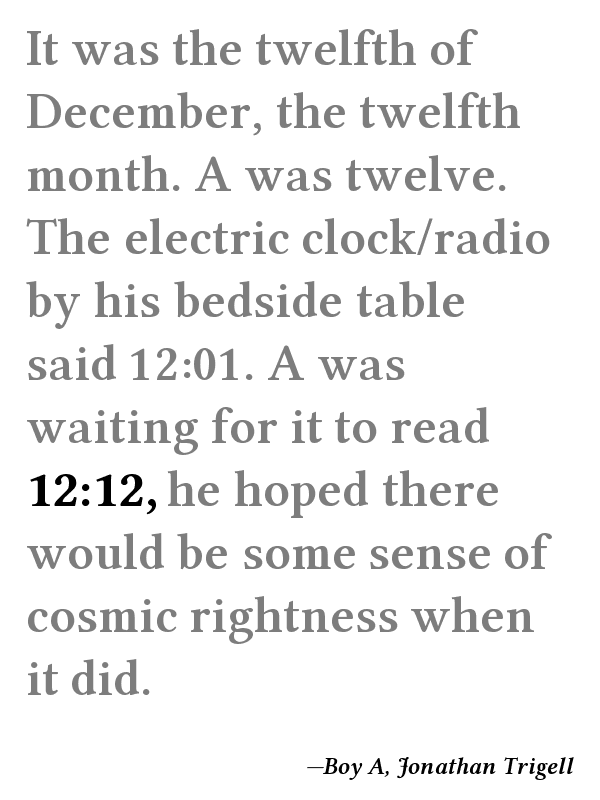 It was the twelfth of
December, the twelfth
month. A was twelve.
The electric clock/radio
by his bedside table
said 12:01. A was
waiting for it to read
12:12, he hoped there
would be some sense of
cosmic rightness when
it did.
—Boy A, Jonathan Trigell